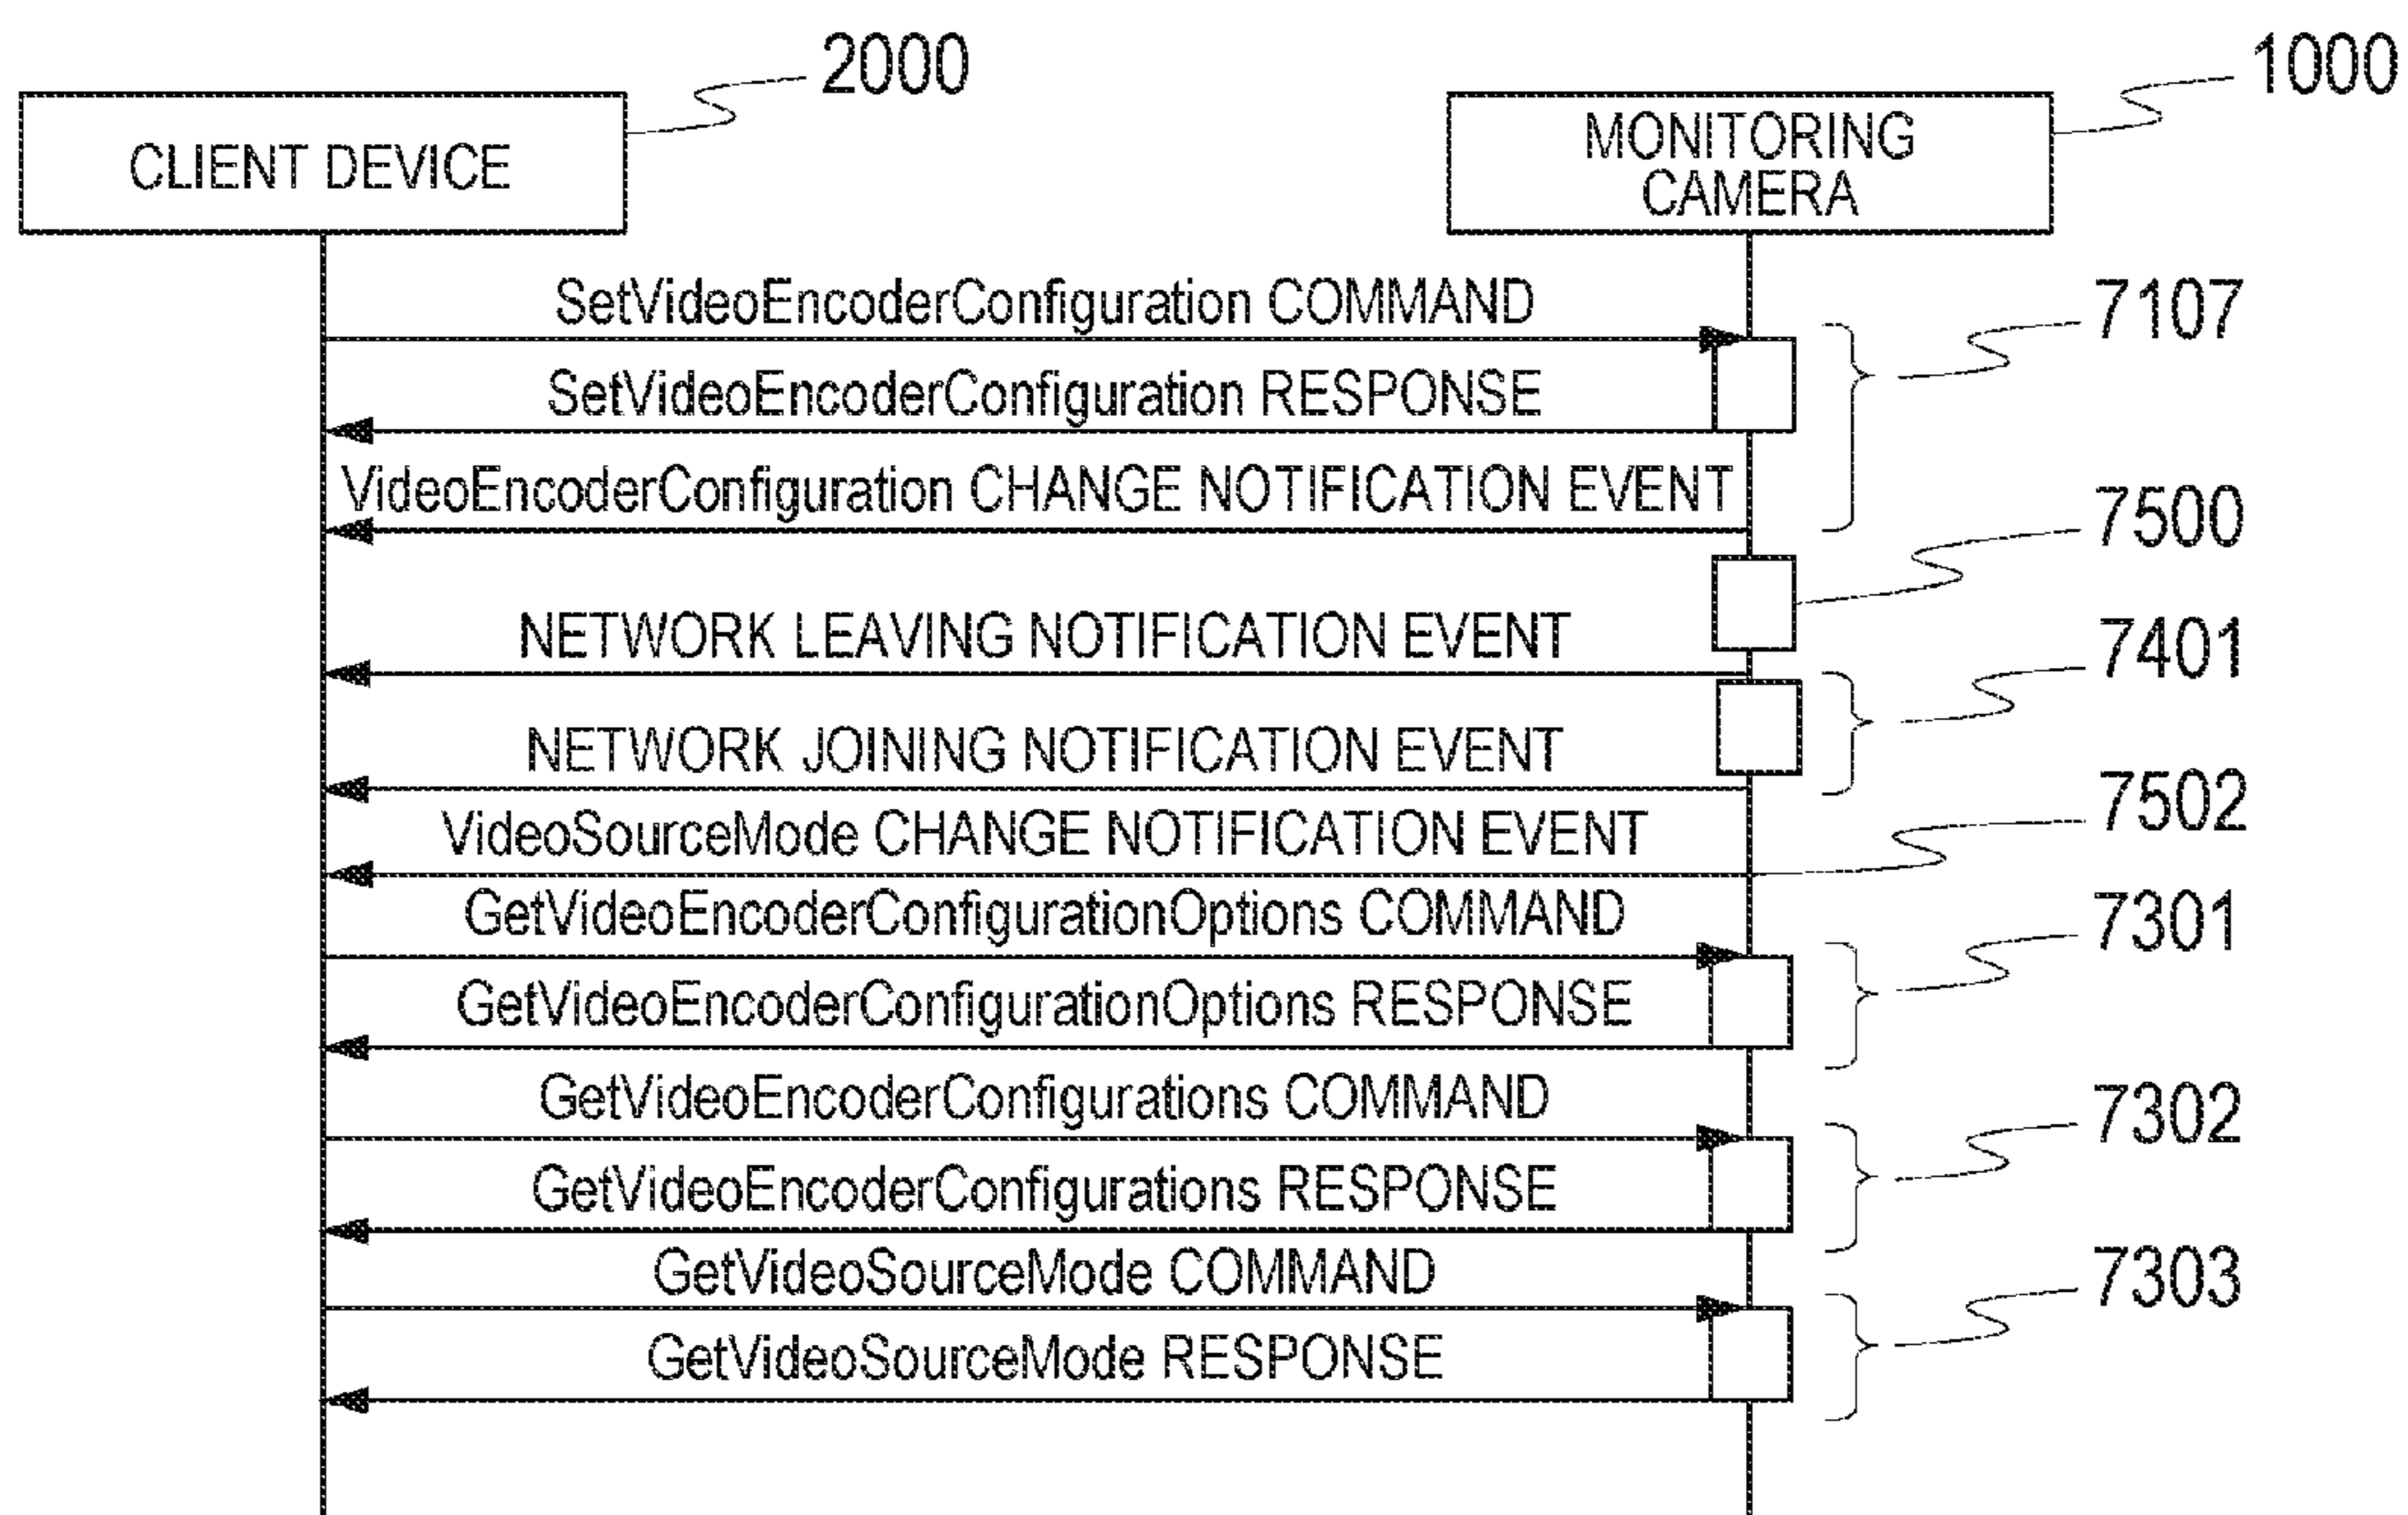 2000
1000
CLIENT DEVICE
MONITORING
CAMERA
SetVideoEncoderConfiguration COMMAND
7107
SetVideoEncoderConfiguration RESPONSE
VideoEncoderConfiguration CHANGE NOTIFICATION EVENT
7500
NETWORK LEAVING NOTIFICATION EVENT
7401
NETWORK JOINING NOTIFICATION EVENT
7502
VideoSourceMode CHANGE NOTIFICATION EVENT
GetVideoEncoderConfigurationOptions COMMAND
7301
GetVideoEncoderConfigurationOptions RESPONSE
GetVideoEncoderConfigurations COMMAND
7302
GetVideoEncoderConfigurations RESPONSE
GetVideoSourceMode COMMAND
7303
GetVideoSourceMode RESPONSE